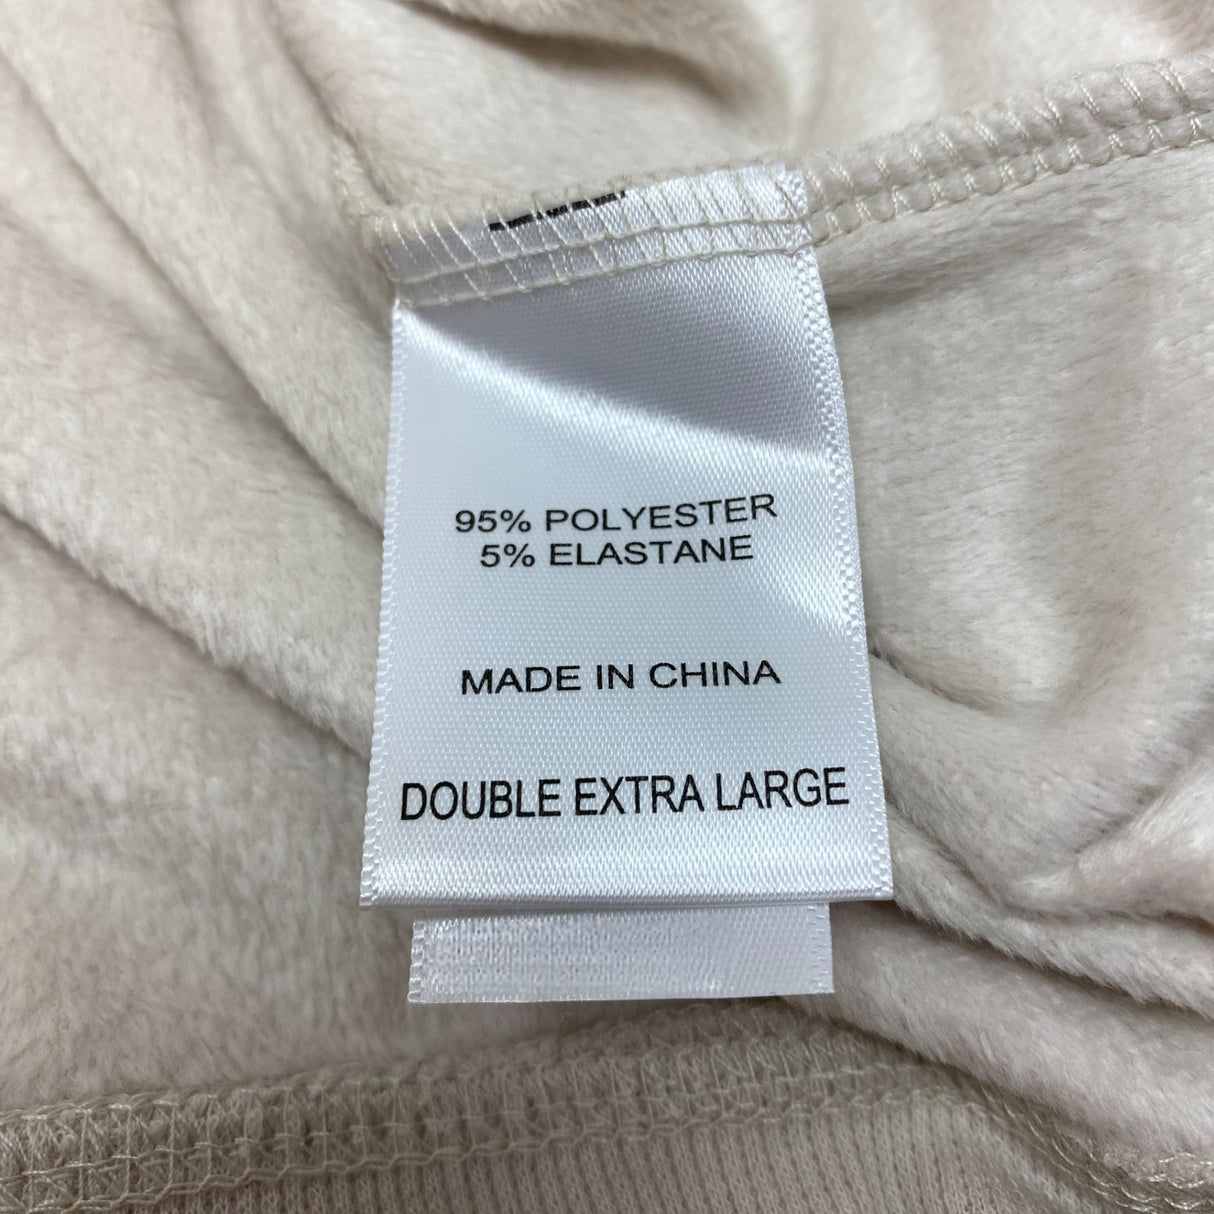 95% POLYESTER
5% ELASTANE
MADE IN CHINA
DOUBLE EXTRA LARGE